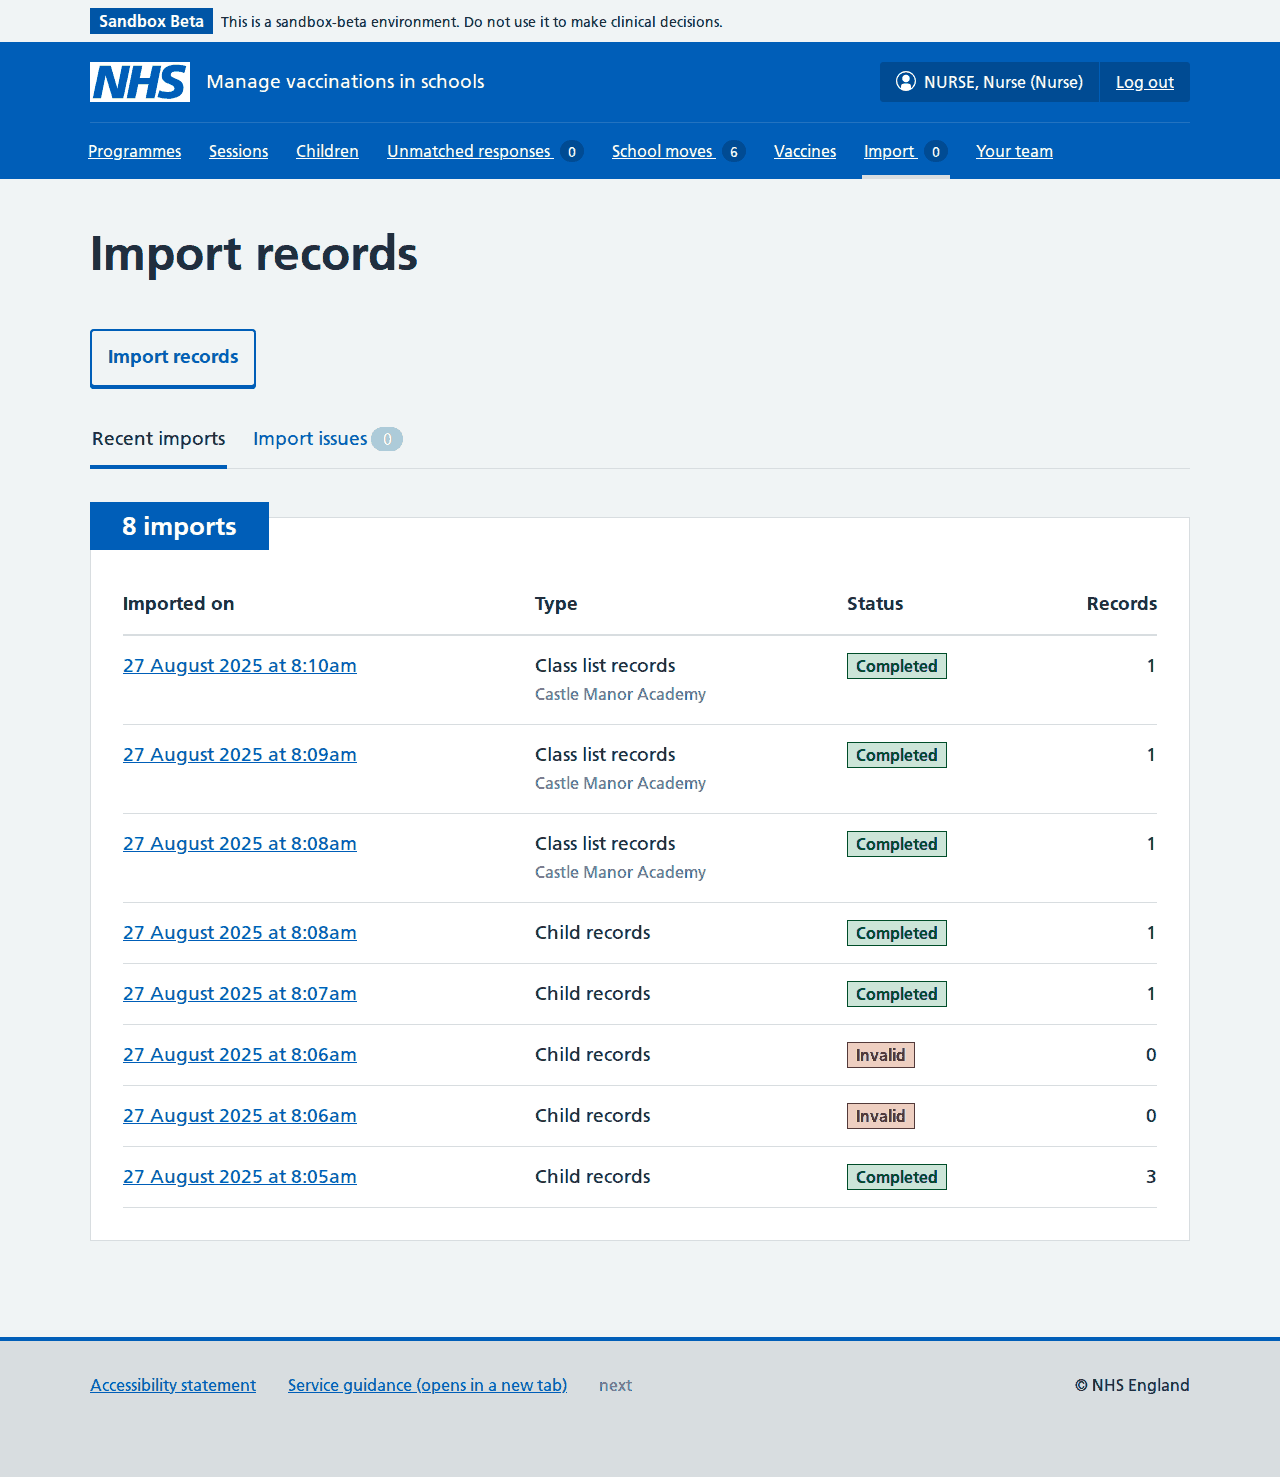 Sandbox Beta This is a sandbox-beta environment. Do not use it to make clinical decisions.
NHS Manage vaccinations in schools NURSE, Nurse (Nurse) Log out
Programmes Sessions Children Unmatched responses 0 School moves 6 Vaccines Import 0 Your team
Import records
Import records
Recent imports Import issues 0
8 imports
Imported on Type Status Records
27 August 2025 at 8:10am Class list records Completed 1
Castle Manor Academy
27 August 2025 at 8:09am Class list records Completed 1
Castle Manor Academy
27 August 2025 at 8:08am Class list records Completed 1
Castle Manor Academy
27 August 2025 at 8:08am Child records Completed 1
27 August 2025 at 8:07am Child records Completed 1
27 August 2025 at 8:06am Child records Invalid 0
27 August 2025 at 8:06am Child records Invalid 0
27 August 2025 at 8:05am Child records Completed 3
Accessibility statement Service guidance (opens in a new tab) next © NHS England